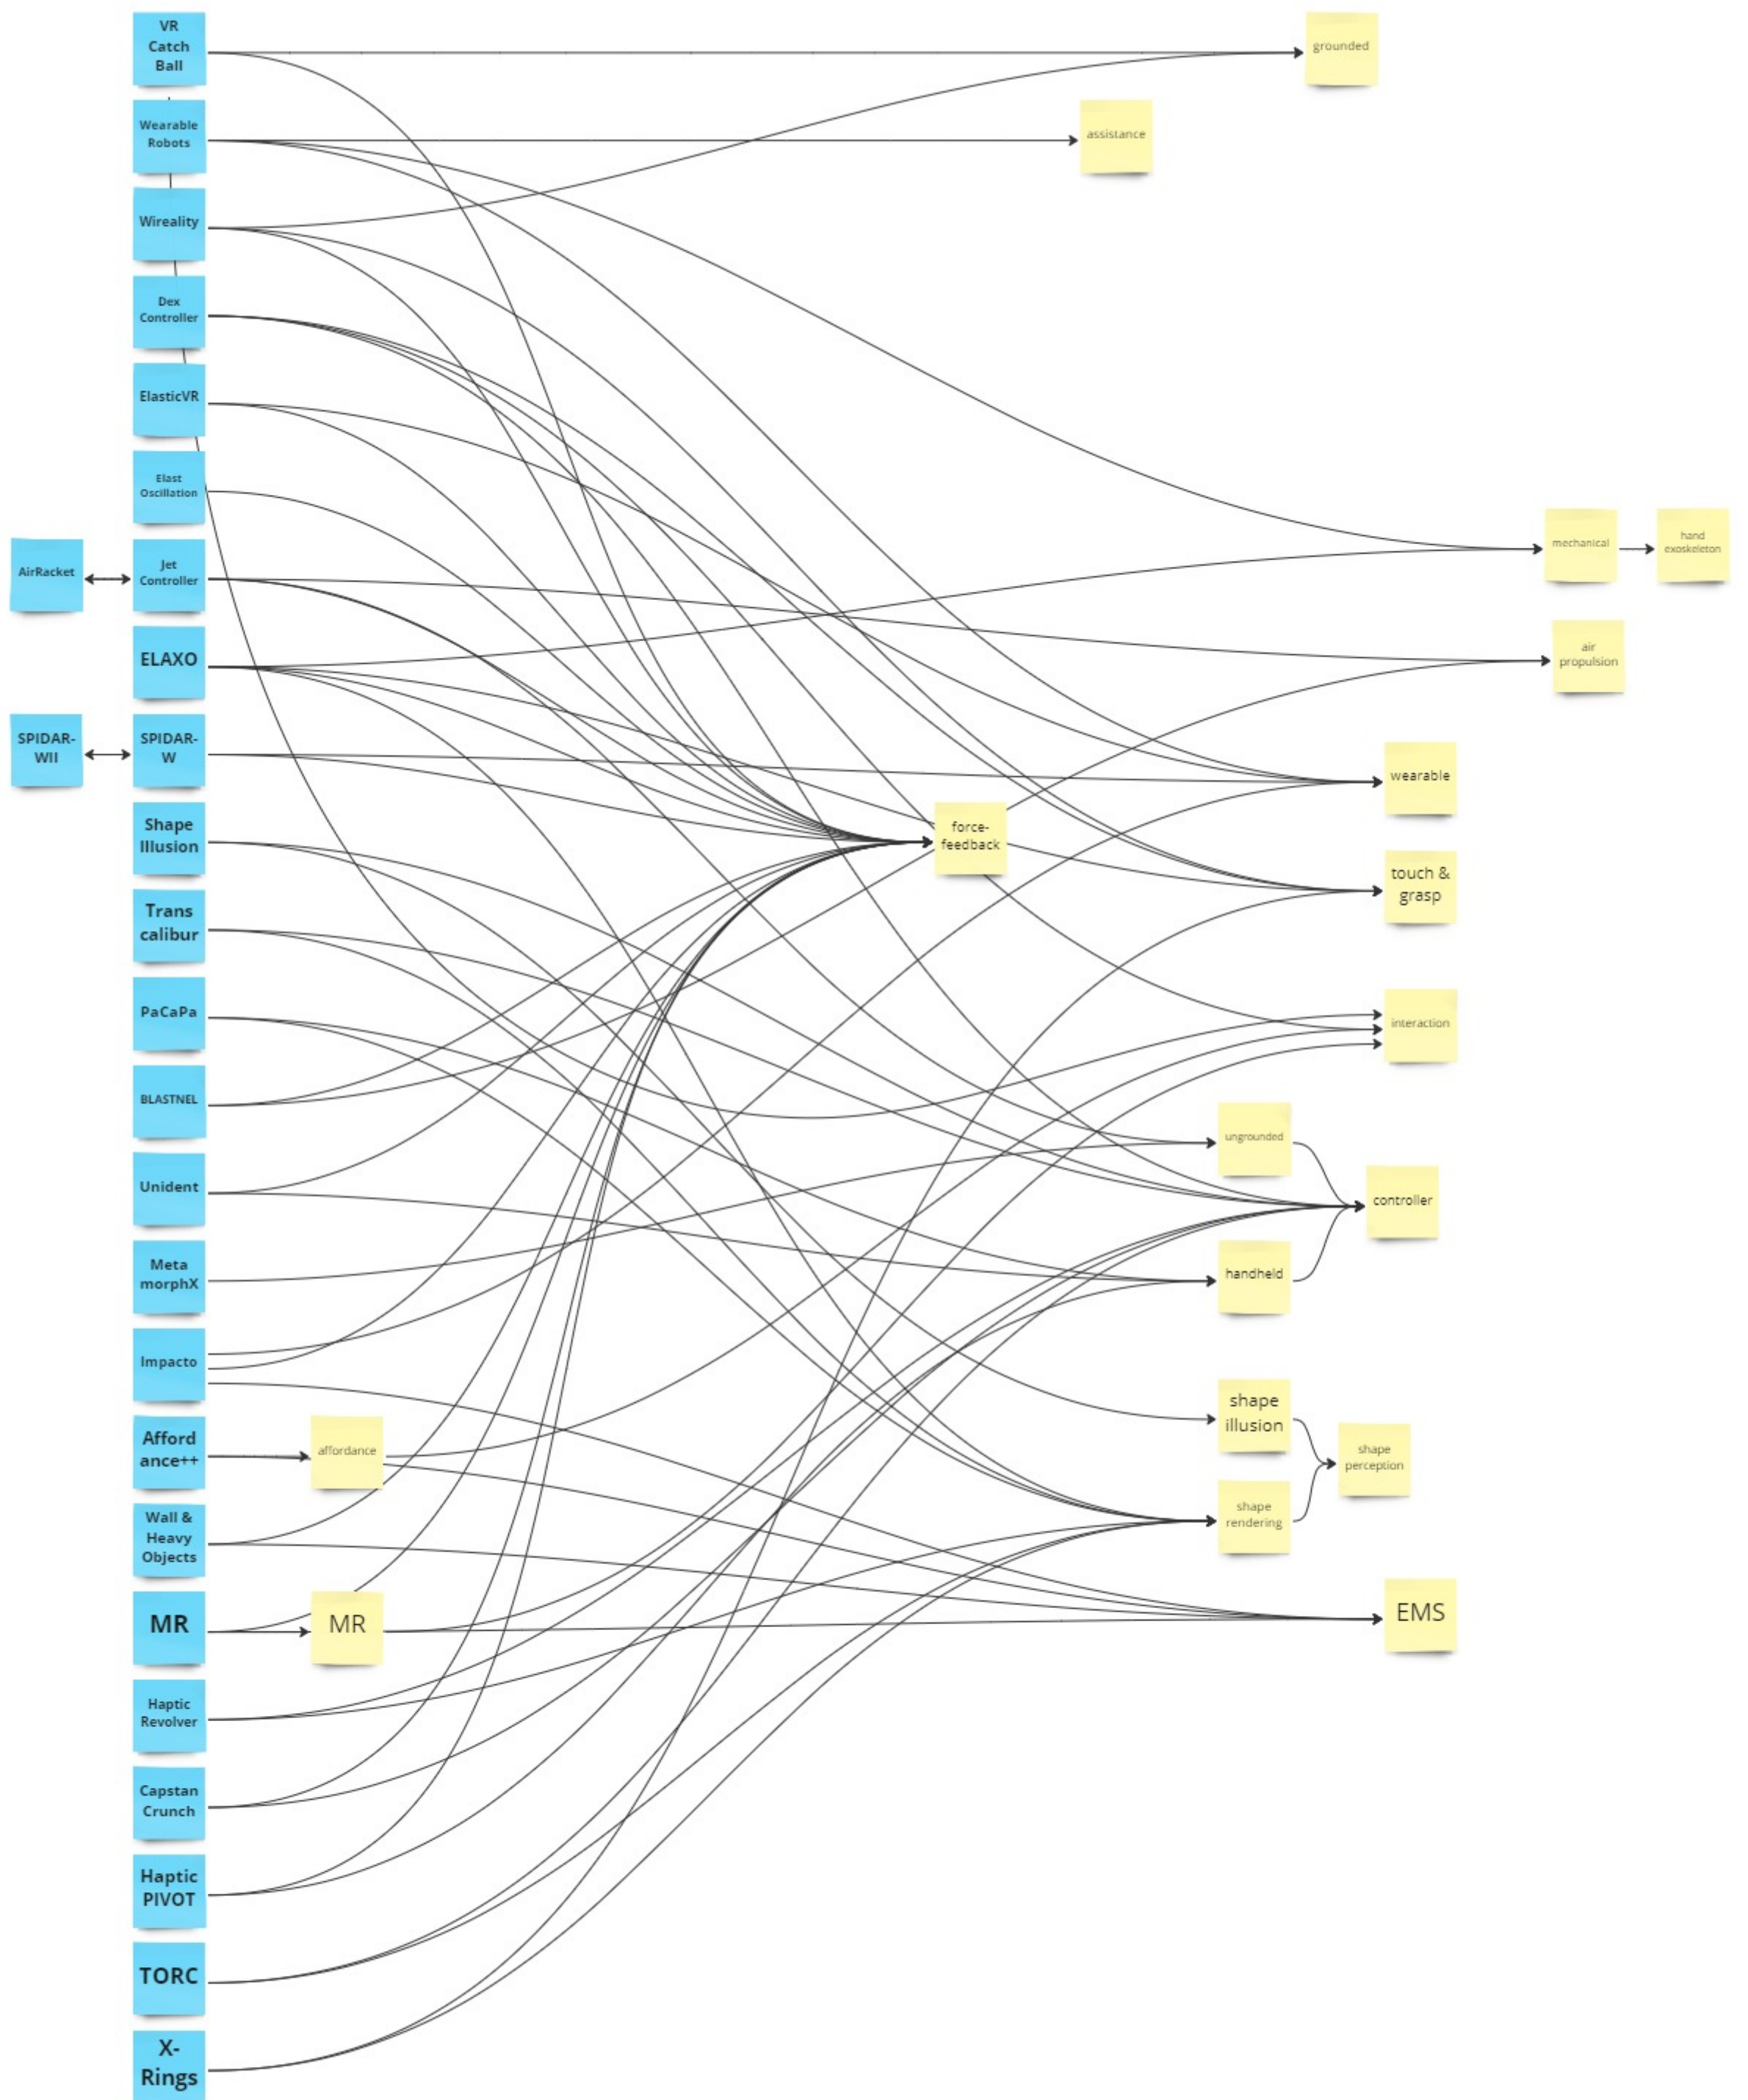 VR
Catch
Ball
grounded
Wearable
Robots
assistance
Wireality
Dex
Controller
ElasticVR
Elast
Oscillation
mechanical
hand
exoskeleton
AirRacket
Jet
Controller
ELAXO
air
propulsion
SPIDAR-
WII
SPIDAR-
W
wearable
Shape
Illusion
force-
feedback
touch &
grasp
Trans
calibur
PaCaPa
interaction
BLASTNEL
ungrounded
Unident
controller
Meta
morphX
handheld
Impacto
shape
illusion
Afford
ance++
affordance
shape
perception
Wall &
Heavy
Objects
shape
rendering
MR
MR
EMS
Haptic
Revolver
Capstan
Crunch
Haptic
PIVOT
TORC
X-
Rings